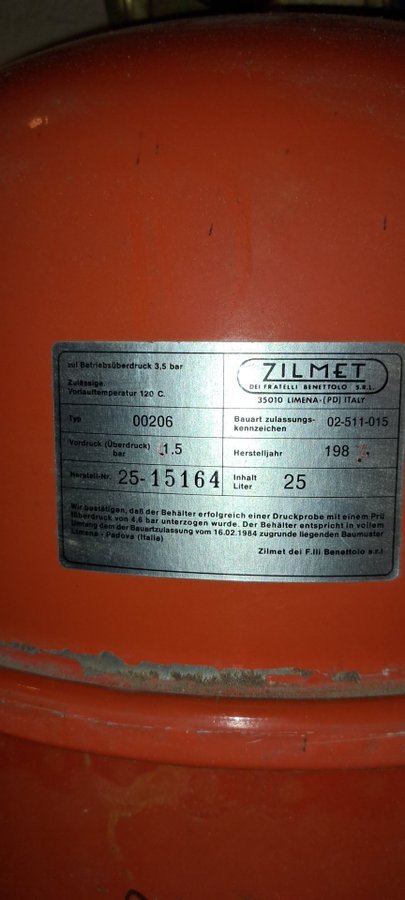 zul Betriebsüberdruck 3,5 bar
Zulässige
Vorlauftemperatur 120 C.
ZILMET
DEI FRATELLI BENETTOLO S.R.L.
35010 LIMENA-(PD) ITALY
Typ 00206
Bauart zulassungs-
kennzeichen 02-511-015
Vordruck (Überdruck)
bar 1.5
Herstelljahr 198
Herstell-Nr. 25-15164
Inhalt
Liter 25
Wir bestätigen, daß der Behälter erfolgreich einer Druckprobe mit einem Prü
füberdruck von 4,6 bar unterzogen wurde. Der Behälter entspricht in vollem
Umfang dem der Bauartzulassung vom 16.02.1984 zugrunde liegenden Baumuster
Limena - Padova (Italia)
Zilmet dei F.lli Benettolo s.r.l